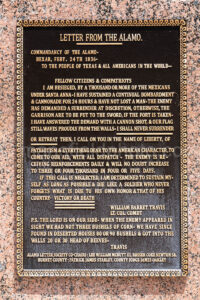 LETTER FROM THE ALAMO.
COMMANDANCY OF THE ALAMO-
BEXAR, FEBY. 24TH 1836-
TO THE PEOPLE OF TEXAS & ALL AMERICANS IN THE WORLD-
FELLOW CITIZENS & COMPATRIOTS
I AM BESIEGED, BY A THOUSAND OR MORE OF THE MEXICANS
UNDER SANTA ANNA-I HAVE SUSTAINED A CONTINUAL BOMBARDMENT
& CANNONADE FOR 24 HOURS & HAVE NOT LOST A MAN-THE ENEMY
HAS DEMANDED A SURRENDER AT DISCRETION, OTHERWISE, THE
GARRISON ARE TO BE PUT TO THE SWORD, IF THE FORT IS TAKEN-
I HAVE ANSWERED THE DEMAND WITH A CANNON SHOT, & OUR FLAG
STILL WAVES PROUDLY FROM THE WALLS- I SHALL NEVER SURRENDER
OR RETREAT. THEN, I CALL ON YOU IN THE NAME OF LIBERTY, OF
PATRIOTISM & EVERYTHING DEAR TO THE AMERICAN CHARACTER, TO
COME TO OUR AID, WITH ALL DISPATCH - THE ENEMY IS RE-
CEIVING REINFORCEMENTS DAILY & WILL NO DOUBT INCREASE
TO THREE OR FOUR THOUSAND IN FOUR OR FIVE DAYS.
IF THIS CALL IS NEGLECTED, I AM DETERMINED TO SUSTAIN MY-
SELF AS LONG AS POSSIBLE & DIE LIKE A SOLDIER WHO NEVER
FORGETS WHAT IS DUE TO HIS OWN HONOR & THAT OF HIS
COUNTRY- VICTORY OR DEATH
WILLIAM BARRET TRAVIS
LT. COL. COMDT
P.S. THE LORD IS ON OUR SIDE- WHEN THE ENEMY APPEARED IN
SIGHT WE HAD NOT THREE BUSHELS OF CORN- WE HAVE SINCE
FOUND IN DESERTED HOUSES 80 OR 90 BUSHELS & GOT INTO THE
WALLS 20 OR 30 HEAD OF BEEVES-
TRAVIS